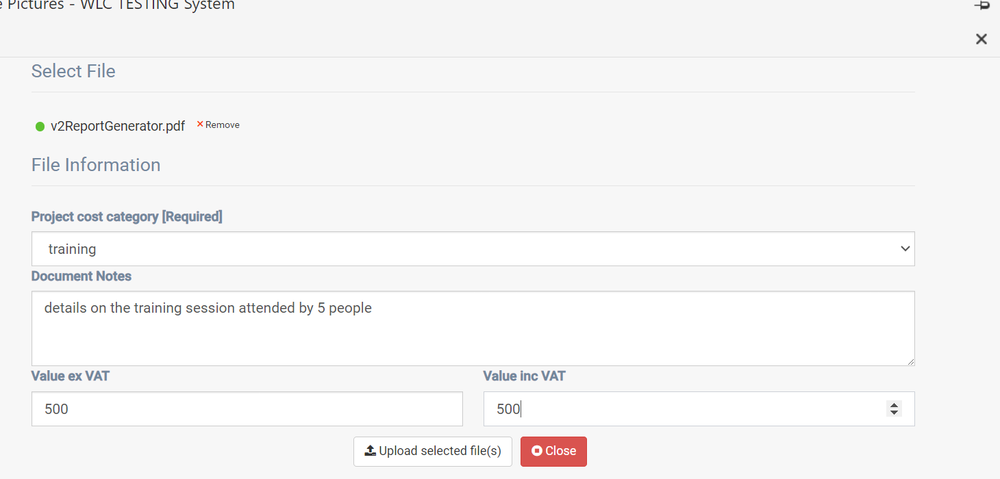 e Pictures - WLC TESTING System
Select File
v2ReportGenerator.pdf Remove
File Information
Project cost category [Required]
training
Document Notes
details on the training session attended by 5 people
Value ex VAT Value inc VAT
500 500
Upload selected file(s) Close